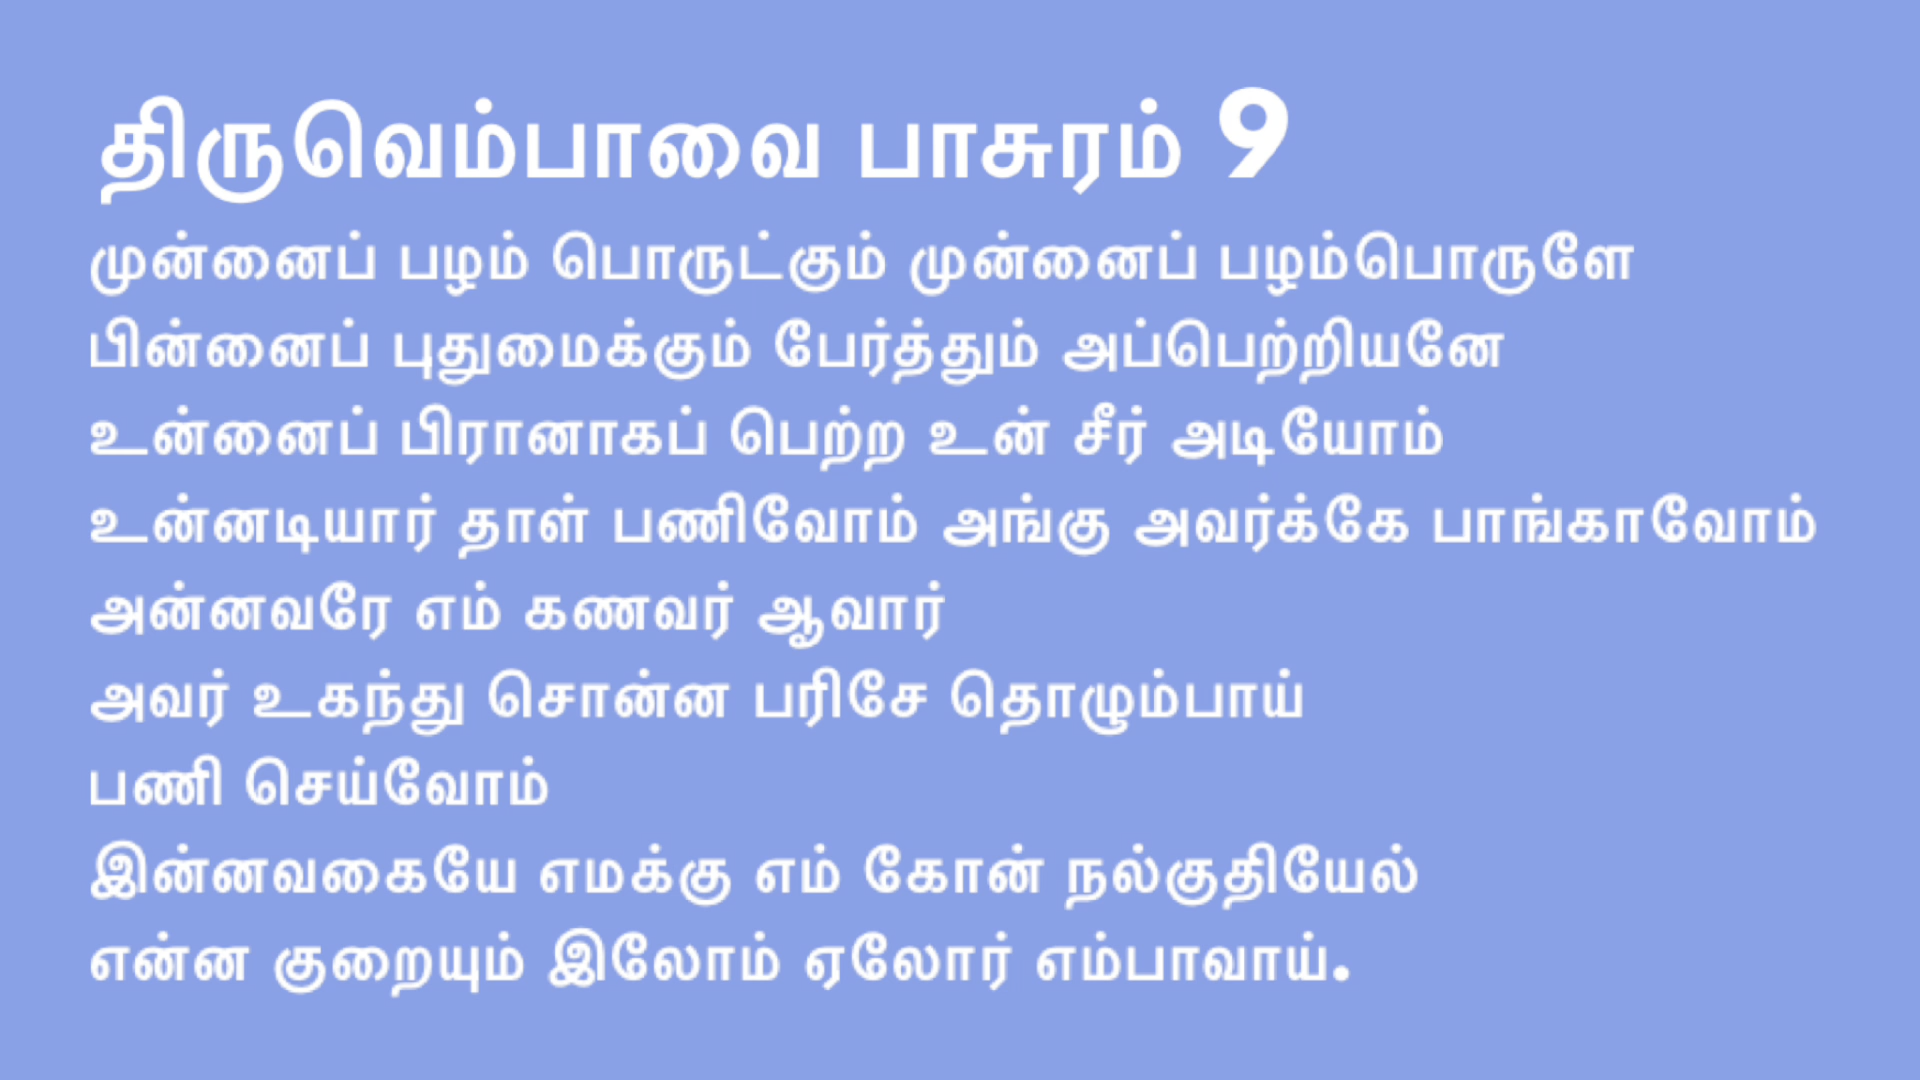 திருவெம்பாவை பாசுரம் 9
முன்னைப் பழம் பொருட்கும் முன்னைப் பழம்பொருளே
பின்னைப் புதுமைக்கும் பேர்த்தும் அப்பெற்றியனே
உன்னைப் பிரானாகப் பெற்ற உன் சீர் அடியோம்
உன்னடியார் தாள் பணிவோம் அங்கு அவர்க்கே பாங்காவோம்
அன்னவரே எம் கணவர் ஆவார்
அவர் உகந்து சொன்ன பரிசே தொழும்பாய்
பணி செய்வோம்
இன்னவகையே எமக்கு எம் கோன் நல்குதியேல்
என்ன குறையும் இலோம் ஏலோர் எம்பாவாய்.